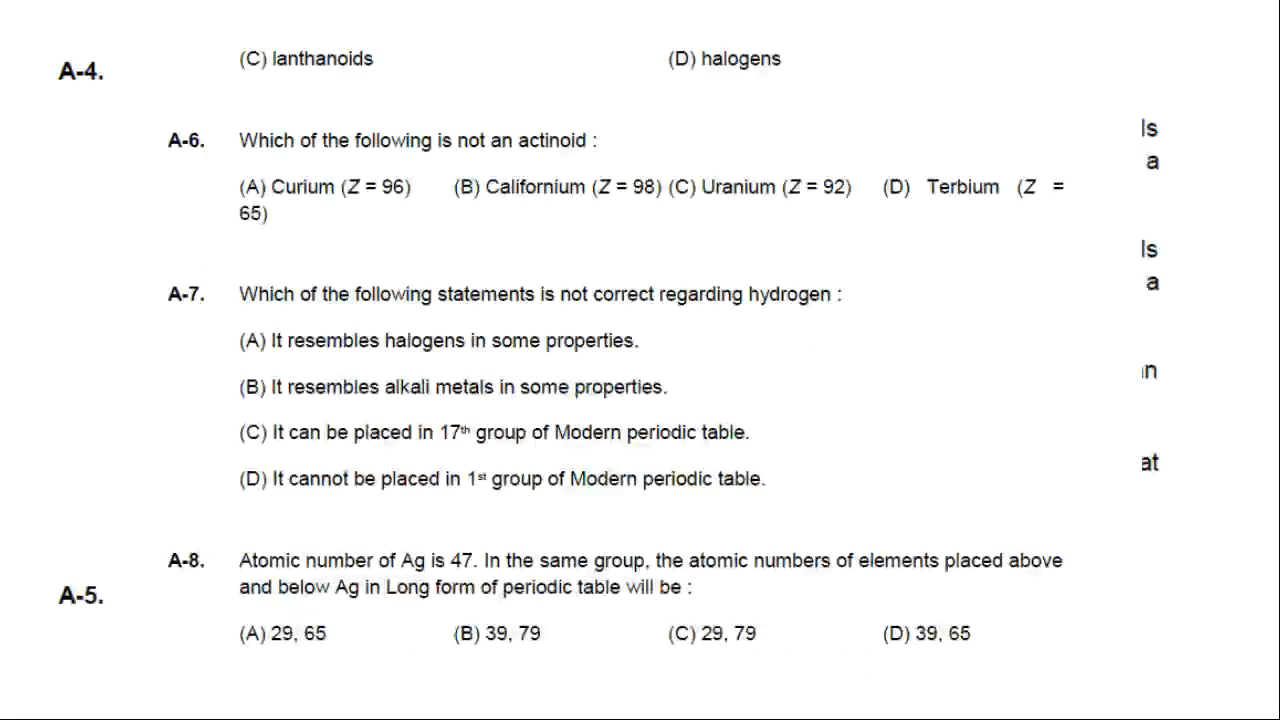 (C) lanthanoids (D) halogens
A-4.
ls
A-6. Which of the following is not an actinoid :
a
(A) Curium (Z = 96) (B) Californium (Z = 98) (C) Uranium (Z = 92) (D) Terbium (Z =
65)
ls
a
A-7. Which of the following statements is not correct regarding hydrogen :
(A) It resembles halogens in some properties.
(B) It resembles alkali metals in some properties.
(C) It can be placed in 17th group of Modern periodic table.
at
(D) It cannot be placed in 1st group of Modern periodic table.
A-8. Atomic number of Ag is 47. In the same group, the atomic numbers of elements placed above
and below Ag in Long form of periodic table will be :
A-5.
(A) 29, 65 (B) 39, 79 (C) 29, 79 (D) 39, 65